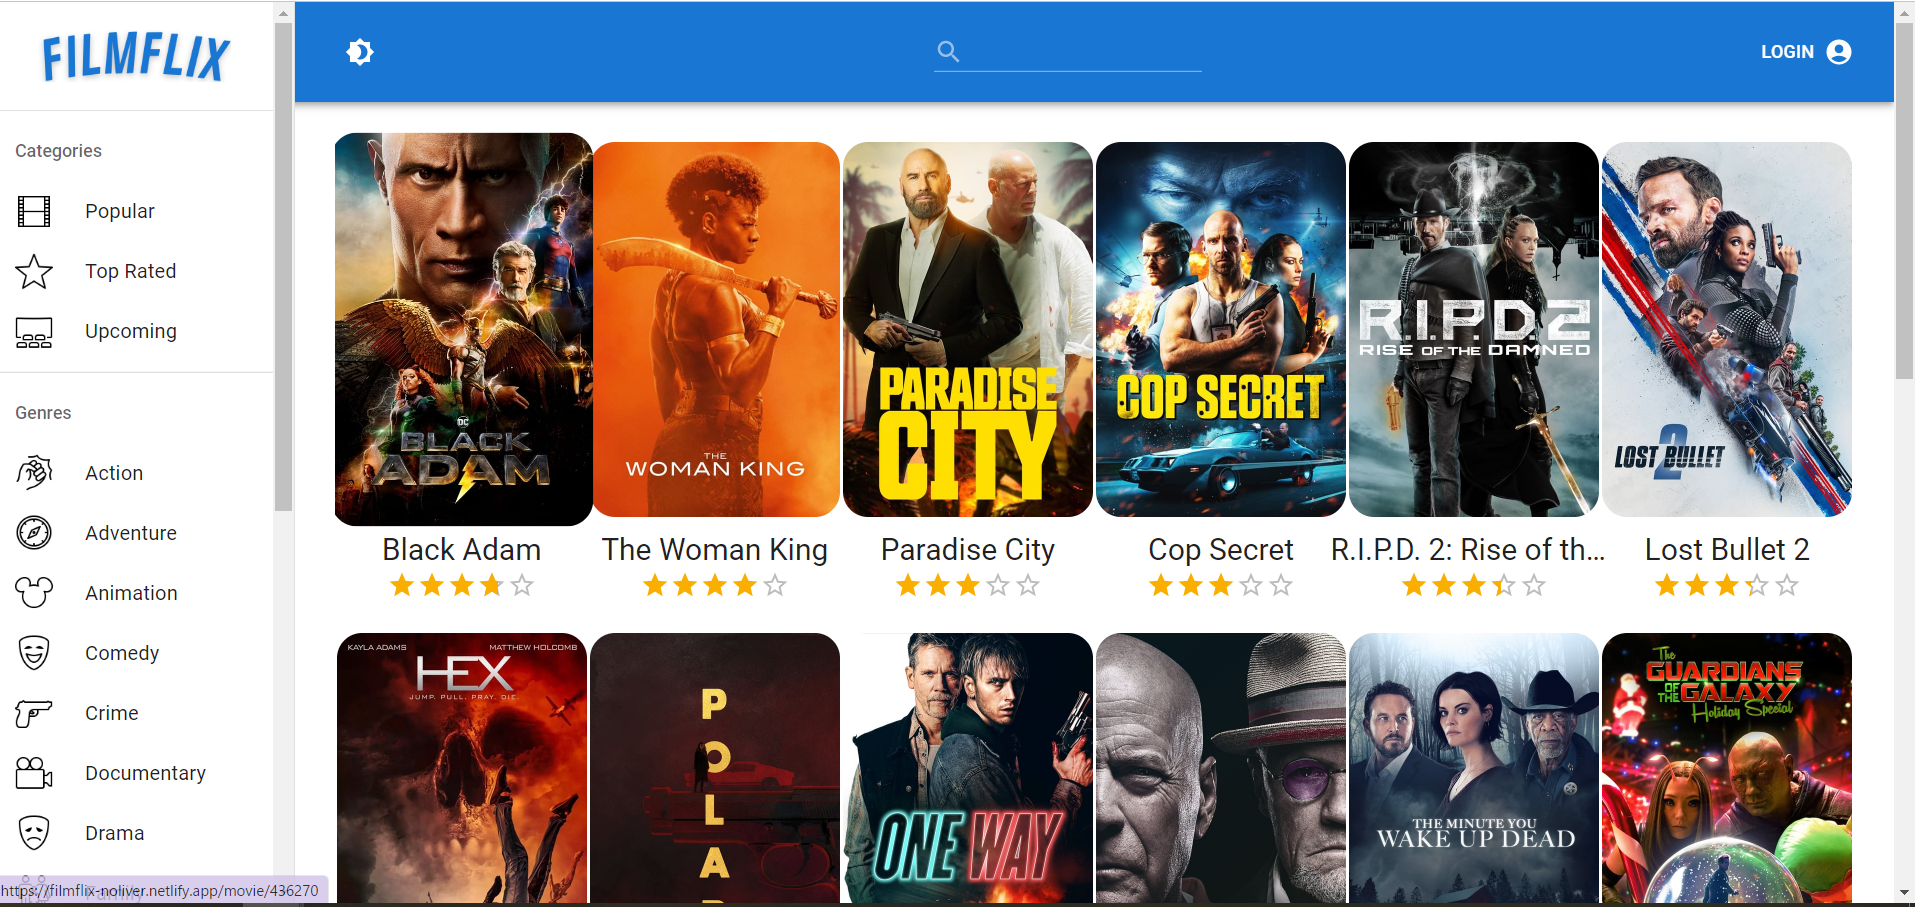 FILMFLIX
LOGIN
Categories
Popular
Top Rated
Upcoming
Genres
Action
Adventure
Animation
Comedy
Crime
Documentary
Drama
https://filmflix-noliver.netlify.app/movie/436270
DC
BLACK
ADAM
THE
WOMAN KING
PARADISE
CITY
COP SECRET
R.I.P.D.2
RISE OF THE DAMNED
2
LOST BULLET
Black Adam
The Woman King
Paradise City
Cop Secret
R.I.P.D. 2: Rise of th...
Lost Bullet 2
KAYLA ADAMS
MATTHEW HOLCOMB
HEX
JUMP. PULL. PRAY. DIE.
P
O
L
A
ONE WAY
THE MINUTE YOU
WAKE UP DEAD
The
GUARDIANS
OF THE GALAXY
Holiday Special